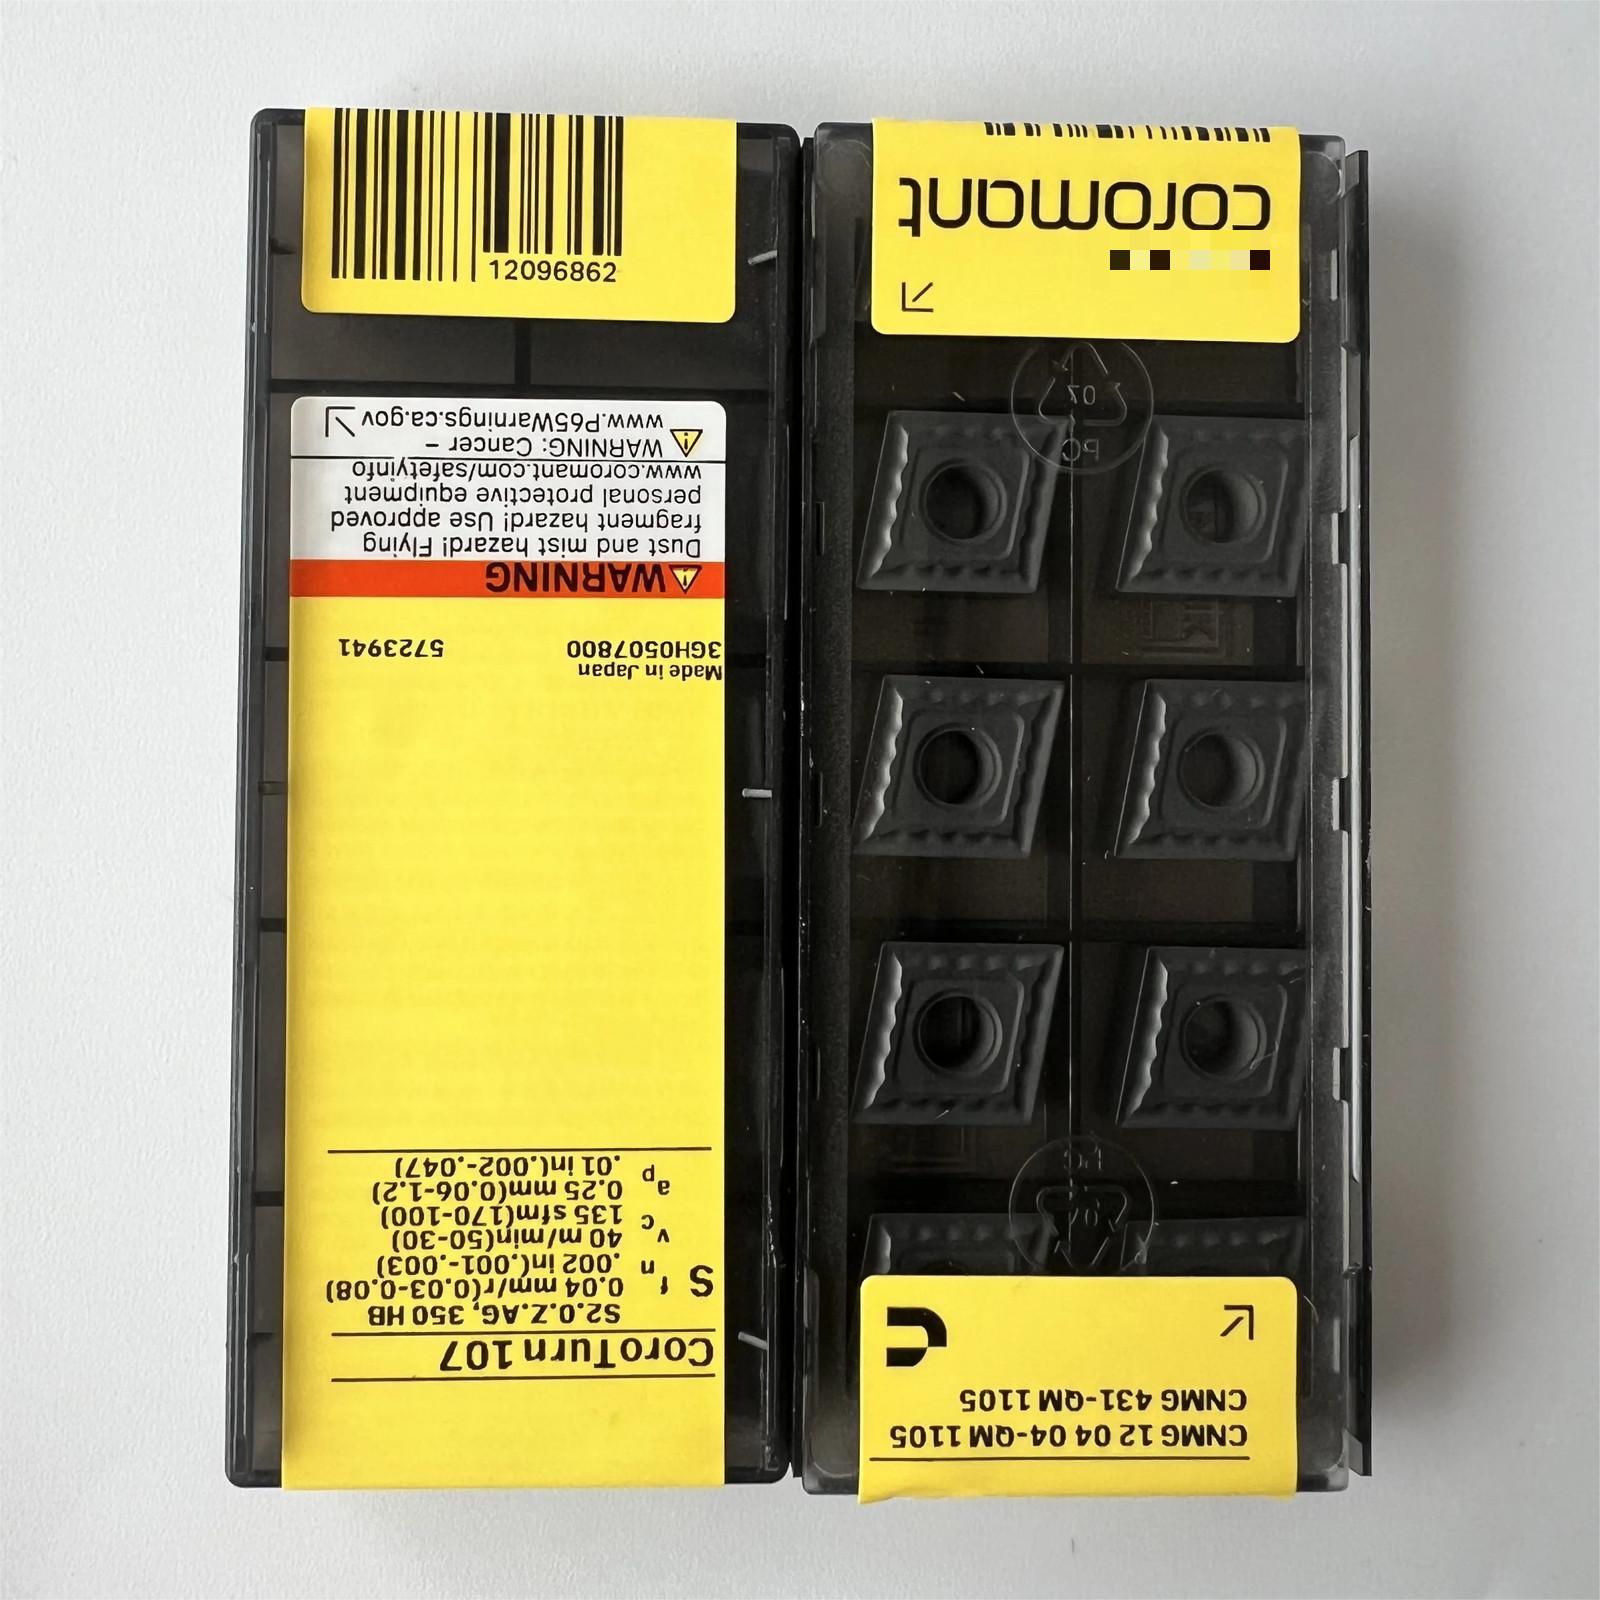 12096862
WARNING
Dust and mist hazard! Flying
fragment hazard! Use approved
personal protective equipment
www.coromant.com/safetyinfo
WARNING: Cancer –
www.P65Warnings.ca.gov
Made in Japan
3GH0507800 5723941
CoroTurn 107
S2.0.Z.AG, 350 HB
S f n 0.04 mm/r(0.03-0.08)
.002 in(.001-.003)
v c 40 m/min(50-30)
135 sfm(170-100)
a p 0.25 mm(0.06-1.2)
.01 in(.002-.047)
coromant
CNMG 12 04 04-QM 1105
CNMG 431-QM 1105
07
PC
07
PC